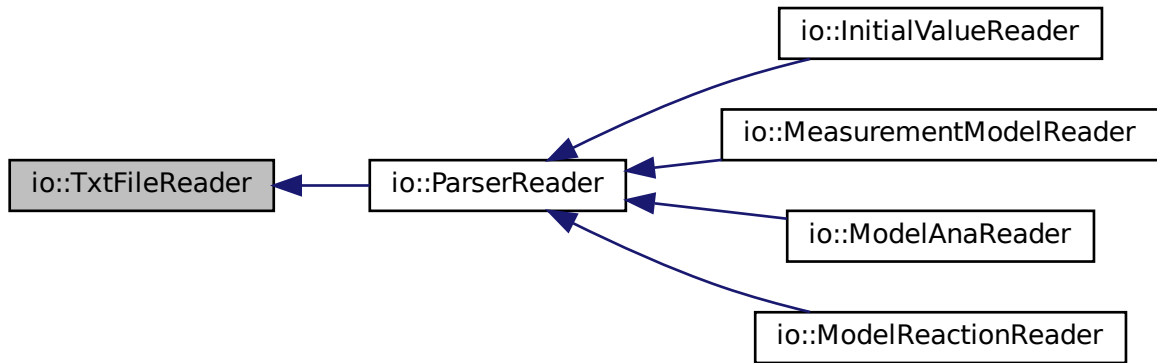 io::InitialValueReader
io::MeasurementModelReader
io::TxtFileReader
io::ParserReader
io::ModelAnaReader
io::ModelReactionReader